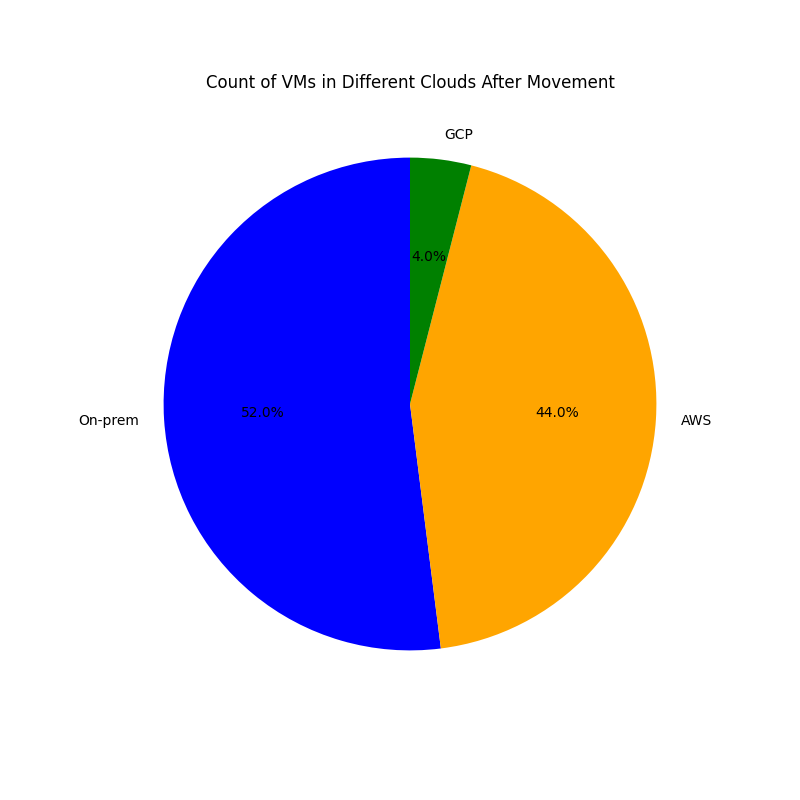 Count of VMs in Different Clouds After Movement
GCP
4.0%
On-prem
52.0%
44.0%
AWS